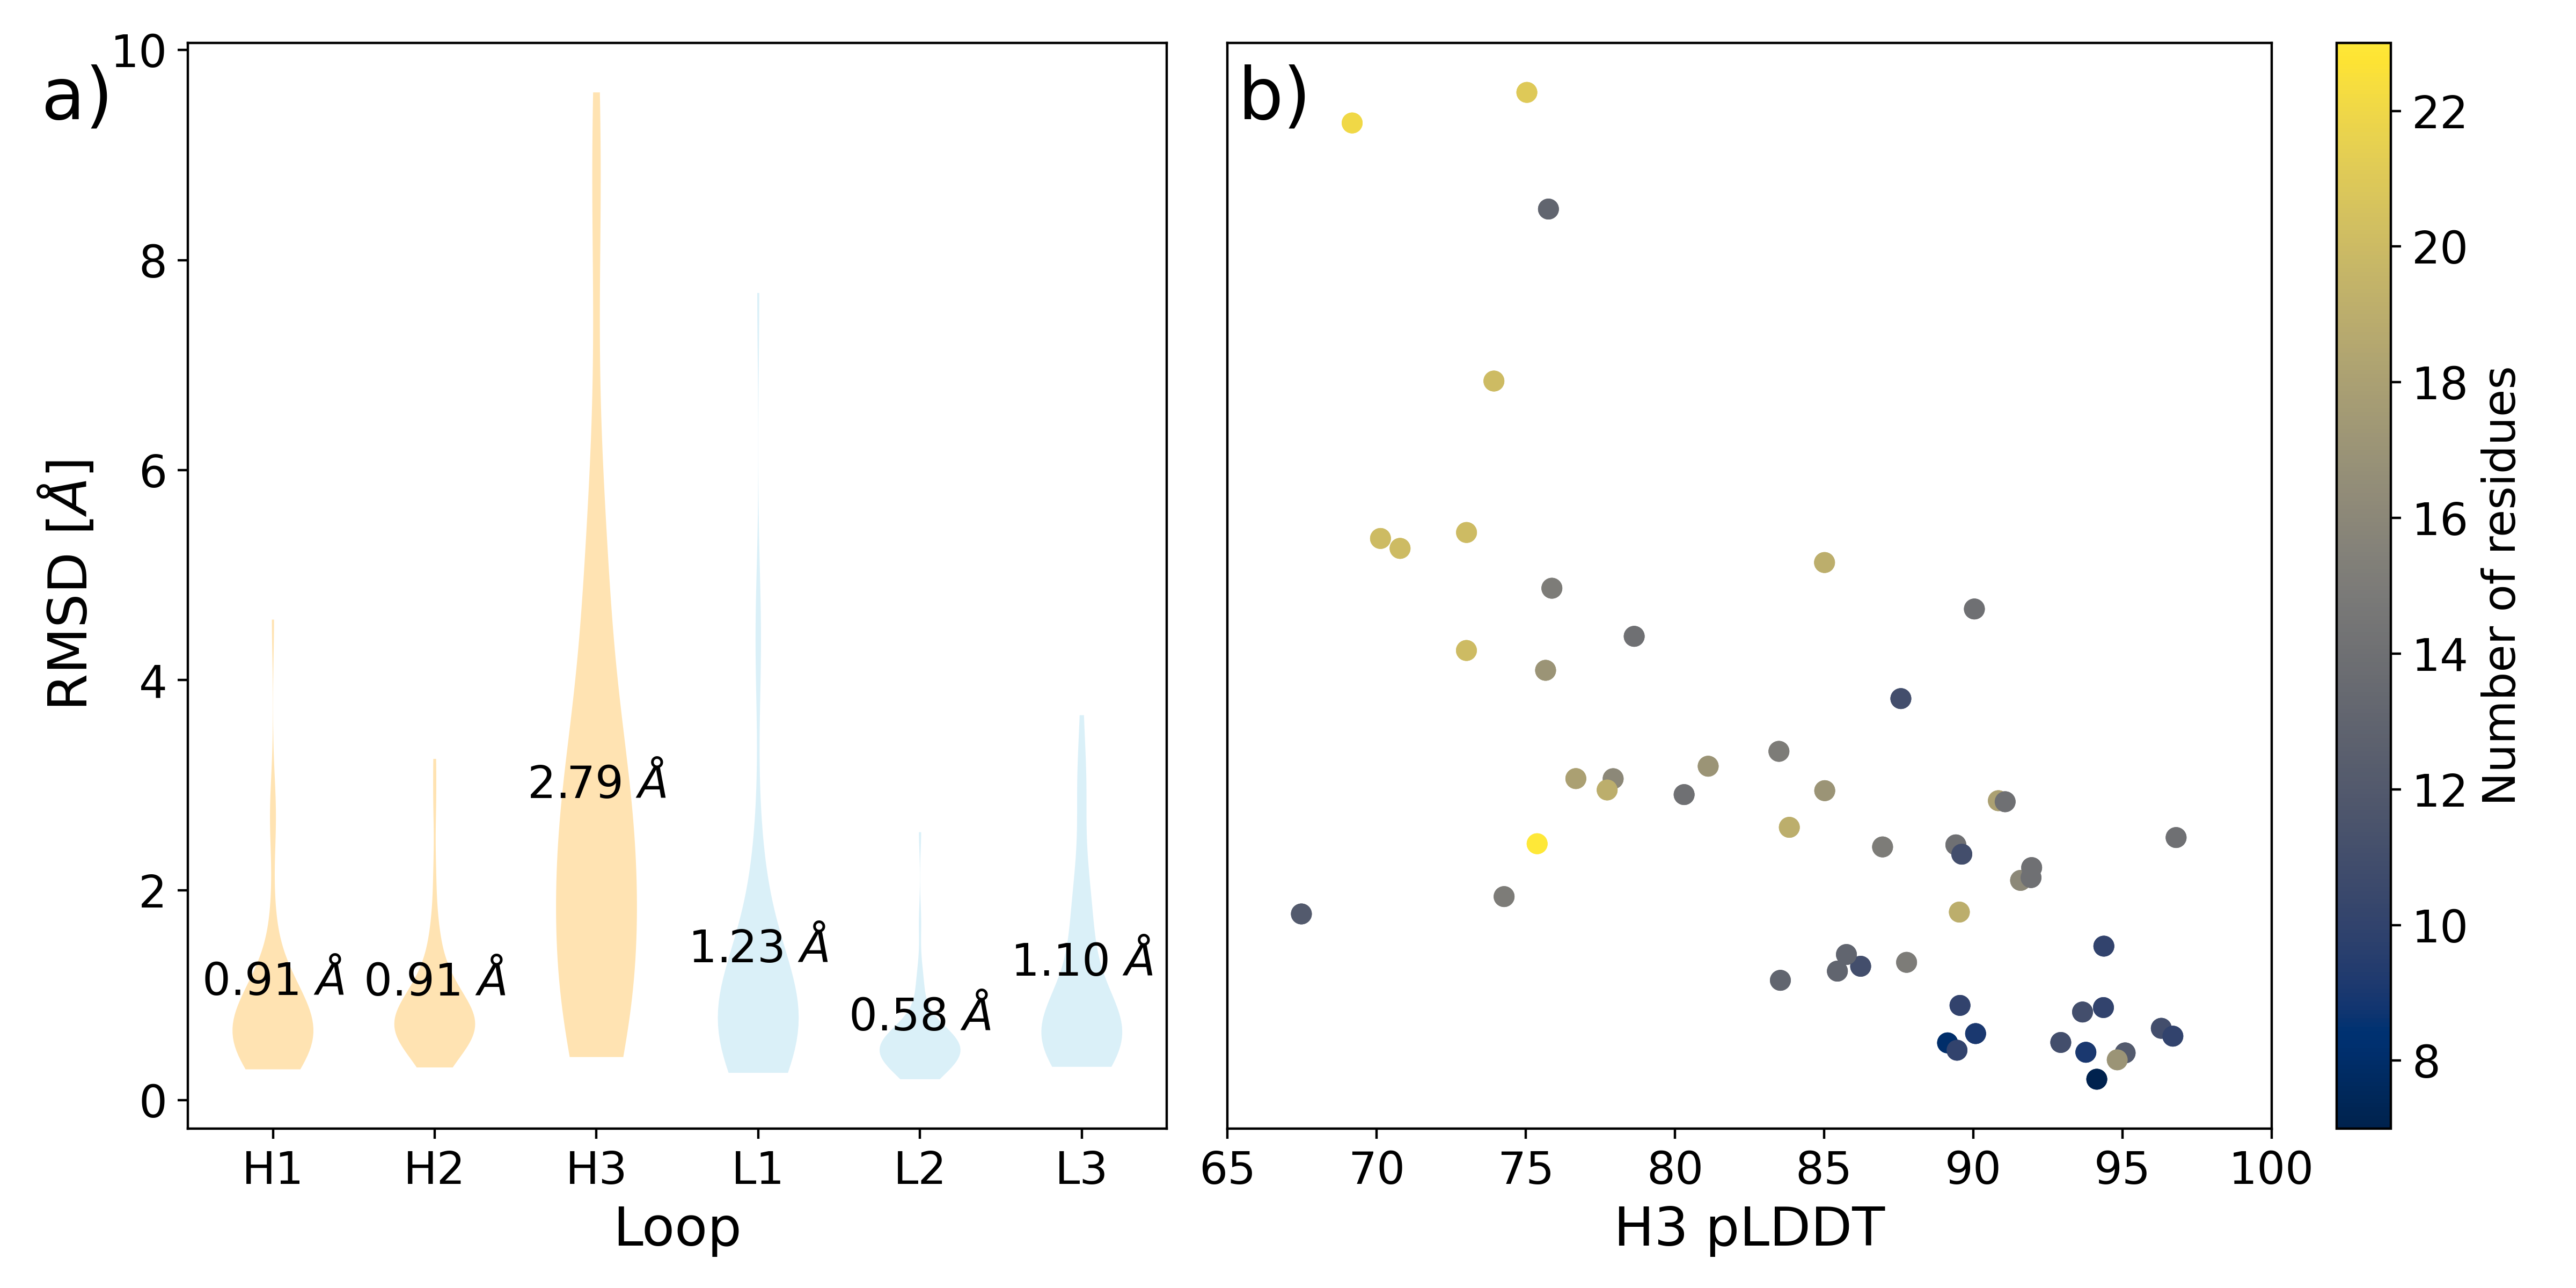 a)
RMSD [Å]
10
8
6
4
2
0
0.91 Å
0.91 Å
2.79 Å
1.23 Å
0.58 Å
1.10 Å
H1 H2 H3 L1 L2 L3
Loop
b)
65 70 75 80 85 90 95 100
H3 pLDDT
22
20
18
16
14
12
10
8
Number of residues